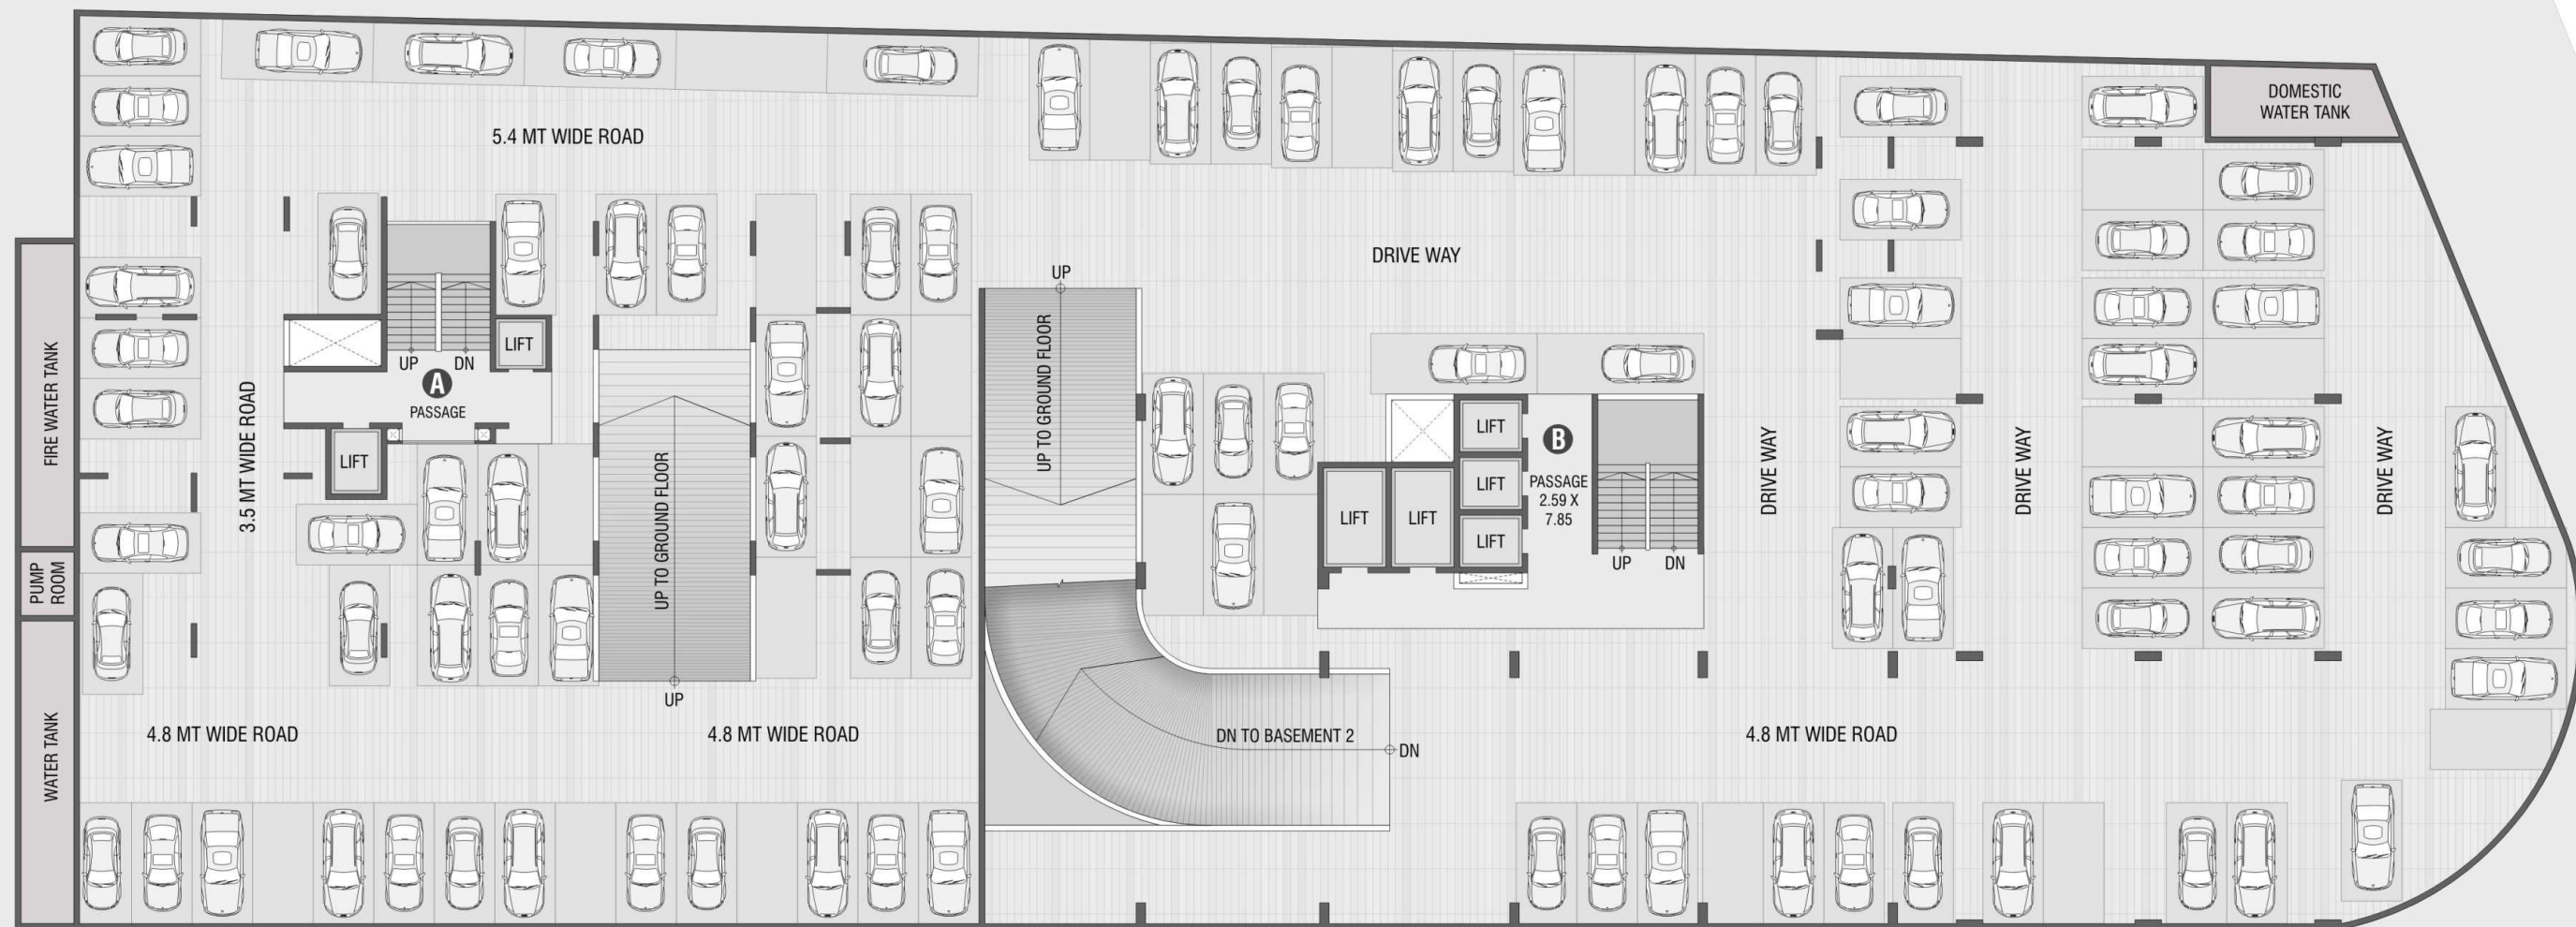 DOMESTIC
WATER TANK
5.4 MT WIDE ROAD
DRIVE WAY
UP
UP TO GROUND FLOOR
LIFT
UP
DN
A
PASSAGE
FIRE WATER TANK
3.5 MT WIDE ROAD
LIFT
UP TO GROUND FLOOR
UP
LIFT
LIFT
LIFT
LIFT
LIFT
B
PASSAGE
2.59 X
7.85
UP
DN
DRIVE WAY
DRIVE WAY
DRIVE WAY
PUMP
ROOM
WATER TANK
4.8 MT WIDE ROAD
4.8 MT WIDE ROAD
DN TO BASEMENT 2
DN
4.8 MT WIDE ROAD